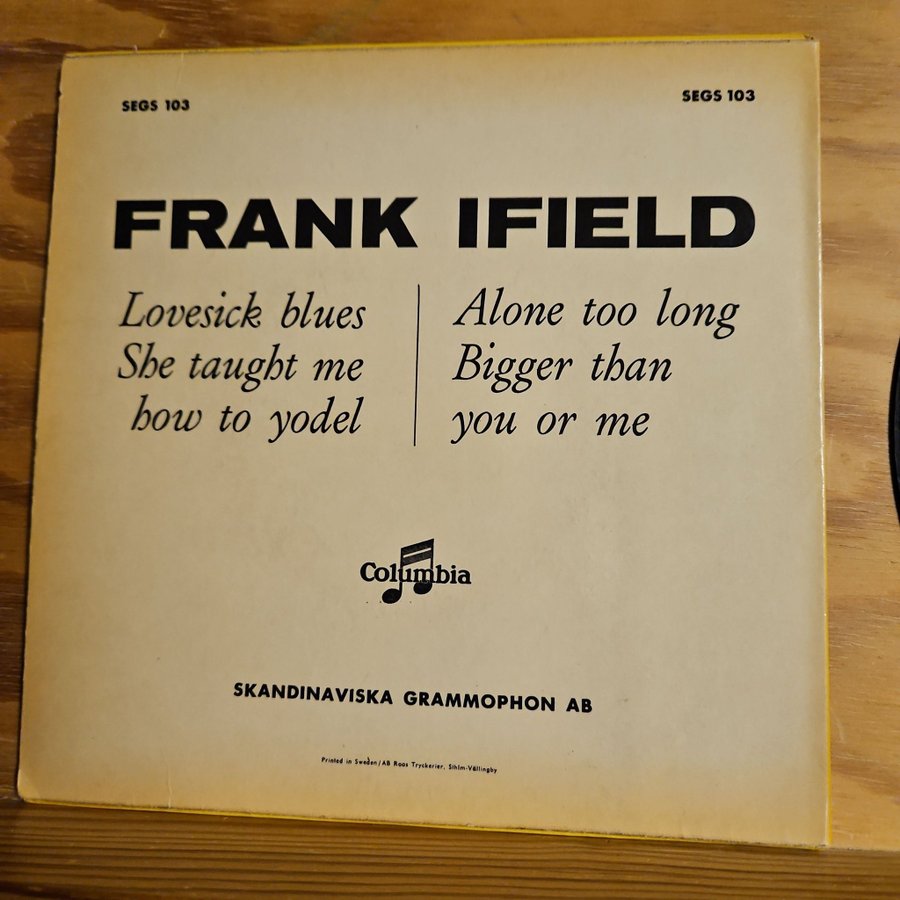 SEGS 103
SEGS 103
FRANK IFIELD
Lovesick blues
She taught me
how to yodel
Alone too long
Bigger than
you or me
Columbia
SKANDINAVISKA GRAMMOPHON AB
Printed in Sweden/AB Roos Tryckerier, Sthlm-Vällingby